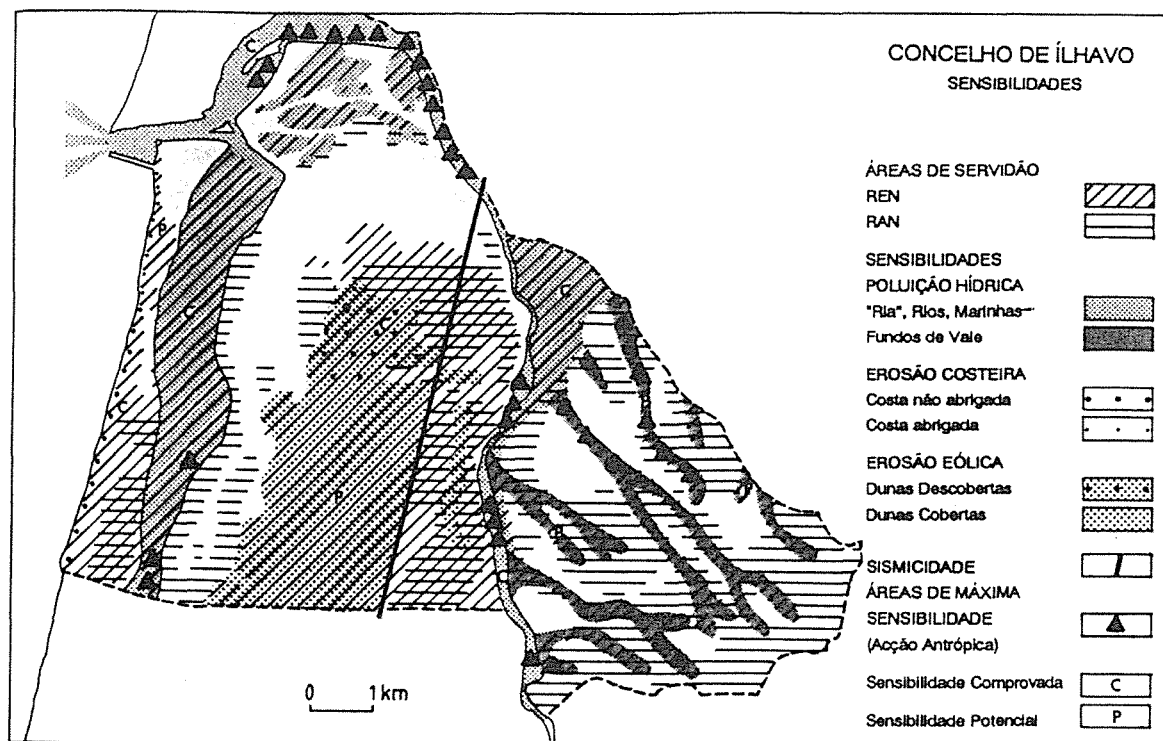 CONCELHO DE ÍLHAVO
SENSIBILIDADES
ÁREAS DE SERVIDÃO
REN
RAN
SENSIBILIDADES
POLUIÇÃO HÍDRICA
"Ria", Rios, Marinhas
Fundos de Vale
EROSÃO COSTEIRA
Costa não abrigada
Costa abrigada
EROSÃO EÓLICA
Dunas Descobertas
Dunas Cobertas
SISMICIDADE
ÁREAS DE MÁXIMA
SENSIBILIDADE
(Acção Antrópica)
Sensibilidade Comprovada C
Sensibilidade Potencial P
C
P
C
C
C
C
P
P
0 1 km